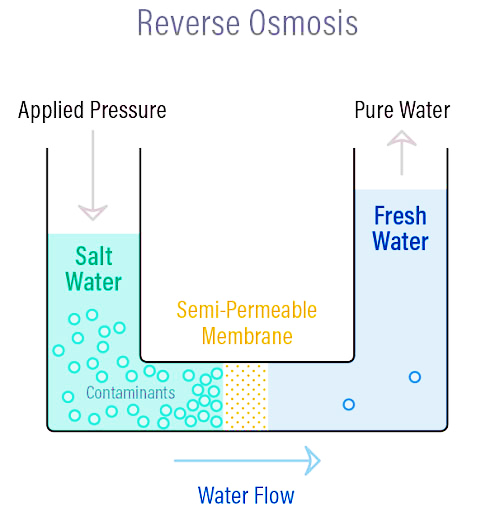 Reverse Osmosis
Applied Pressure
Pure Water
Salt
Water
Fresh
Water
Semi-Permeable
Membrane
Contaminants
Water Flow